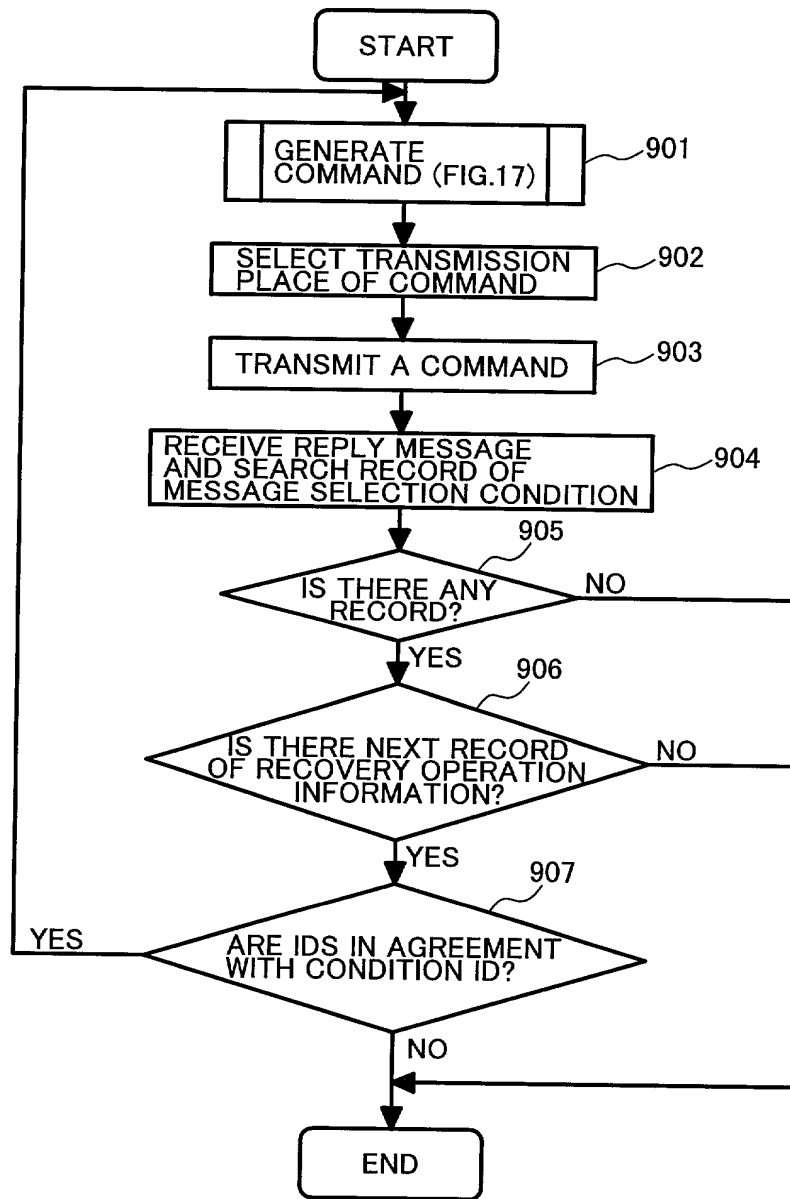 START
GENERATE
COMMAND (FIG.17)
901
SELECT TRANSMISSION
PLACE OF COMMAND
902
TRANSMIT A COMMAND
903
RECEIVE REPLY MESSAGE
AND SEARCH RECORD OF
MESSAGE SELECTION CONDITION
904
905
IS THERE ANY
RECORD?
NO
YES
906
IS THERE NEXT RECORD
OF RECOVERY OPERATION
INFORMATION?
NO
YES
907
YES
ARE IDS IN AGREEMENT
WITH CONDITION ID?
NO
END